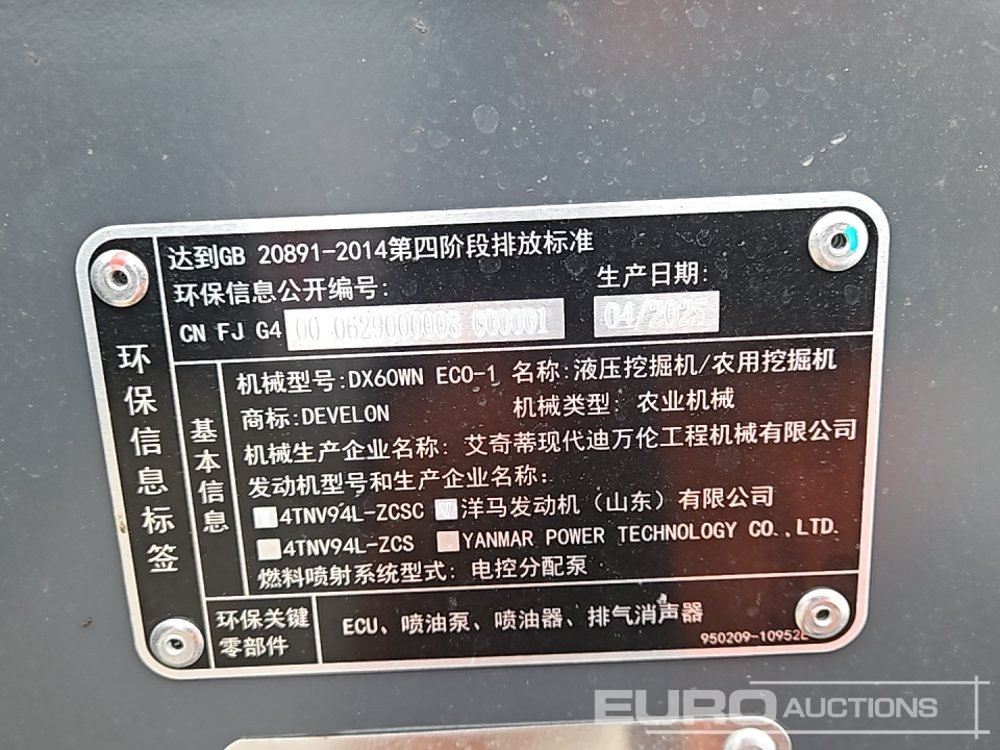 环保信息标签
达到GB 20891-2014第四阶段排放标准
环保信息公开编号:
生产日期:
CN FJ G4 00 0629000008 000001
04/2025
基本信息
机械型号:DX60WN ECO-1 名称:液压挖掘机/农用挖掘机
商标:DEVELON 机械类型: 农业机械
机械生产企业名称: 艾奇蒂现代迪万伦工程机械有限公司
发动机型号和生产企业名称:
4TNV94L-ZCSC 洋马发动机（山东）有限公司
4TNV94L-ZCS YANMAR POWER TECHNOLOGY CO.,LTD.
燃料喷射系统型式: 电控分配泵
环保关键
零部件
ECU、喷油泵、喷油器、排气消声器
950209-10952E
EURO AUCTIONS